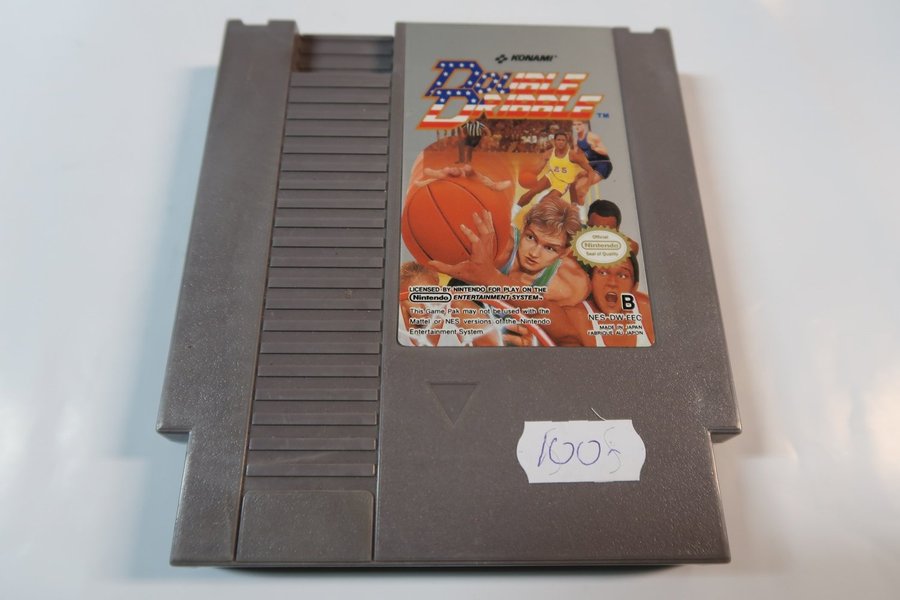 KONAMI
DOUBLE
DRIBBLE TM
25
Official
Nintendo
Seal of Quality
LICENSED BY NINTENDO FOR PLAY ON THE
Nintendo ENTERTAINMENT SYSTEM™
This Game Pak may not be used with the
Mattel or NES versions of the Nintendo
Entertainment System.
B
NES-DW-EEC
MADE IN JAPAN
FABRIQUE AU JAPON
100